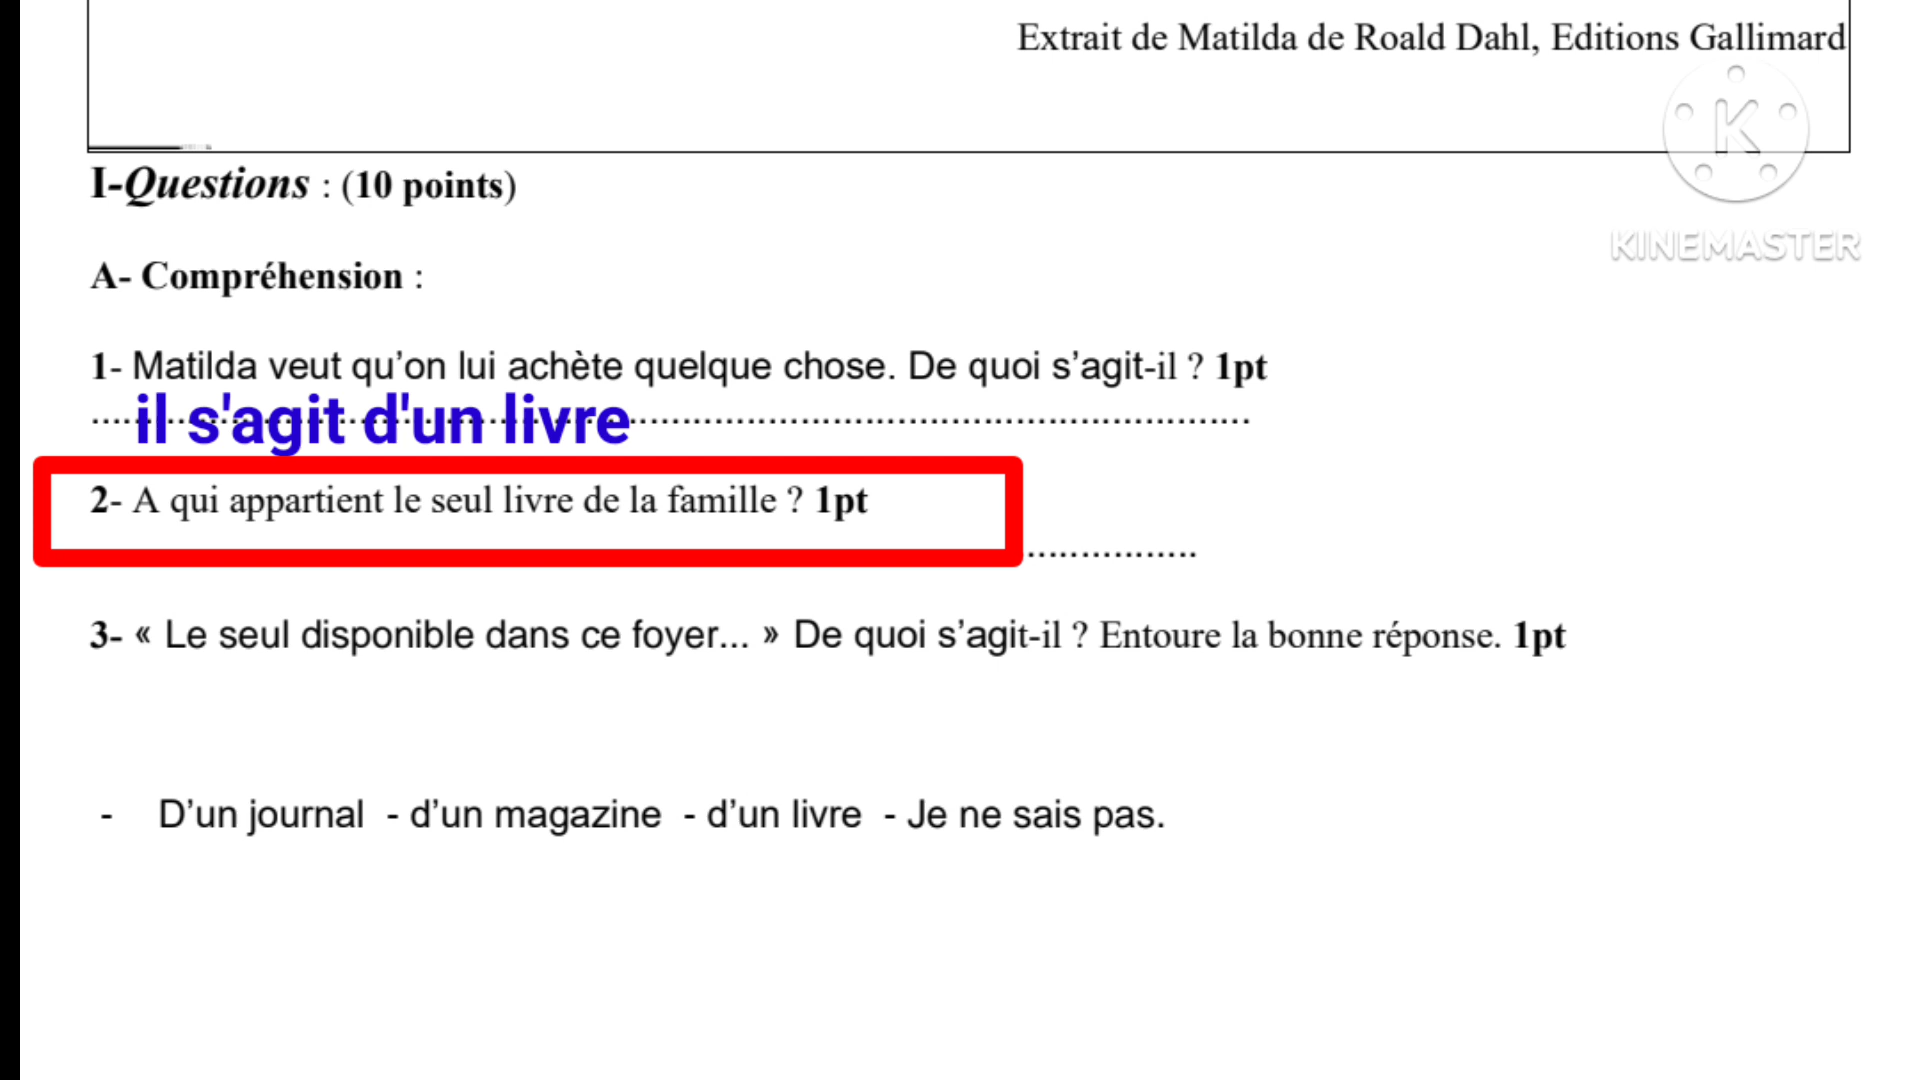 Extrait de Matilda de Roald Dahl, Editions Gallimard
KINEMASTER
I-Questions : (10 points)
A- Compréhension :
1- Matilda veut qu’on lui achète quelque chose. De quoi s’agit-il ? 1pt
il s'agit d'un livre
2- A qui appartient le seul livre de la famille ? 1pt
3- « Le seul disponible dans ce foyer... » De quoi s’agit-il ? Entoure la bonne réponse. 1pt
- D’un journal - d’un magazine - d’un livre - Je ne sais pas.